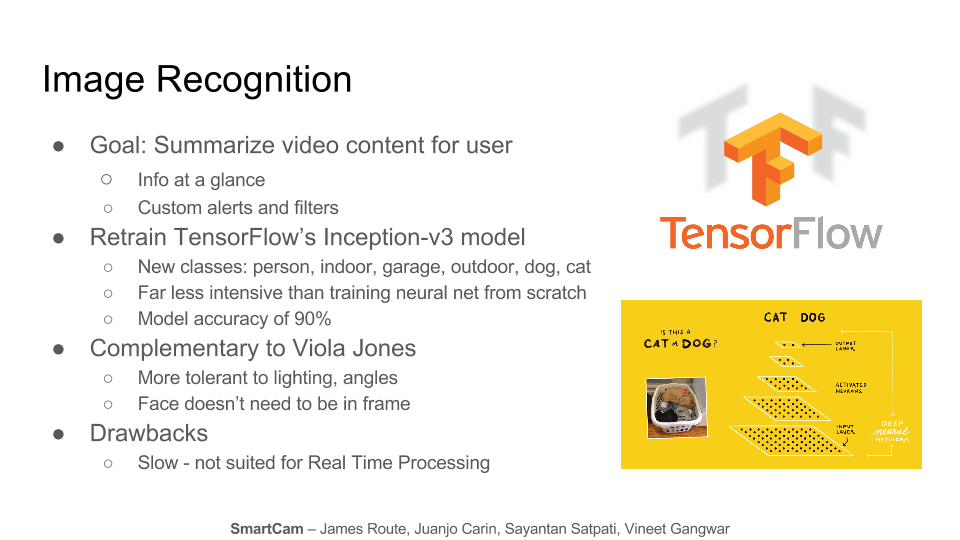 Image Recognition
● Goal: Summarize video content for user
○ Info at a glance
○ Custom alerts and filters
● Retrain TensorFlow’s Inception-v3 model
○ New classes: person, indoor, garage, outdoor, dog, cat
○ Far less intensive than training neural net from scratch
○ Model accuracy of 90%
● Complementary to Viola Jones
○ More tolerant to lighting, angles
○ Face doesn’t need to be in frame
● Drawbacks
○ Slow - not suited for Real Time Processing
TensorFlow
CAT DOG
IS THIS A
CAT or DOG?
OUTPUT
LAYER
ACTIVATED
NEURONS
INPUT
LAYER
DEEP
neural
NETWORK
SmartCam – James Route, Juanjo Carin, Sayantan Satpati, Vineet Gangwar